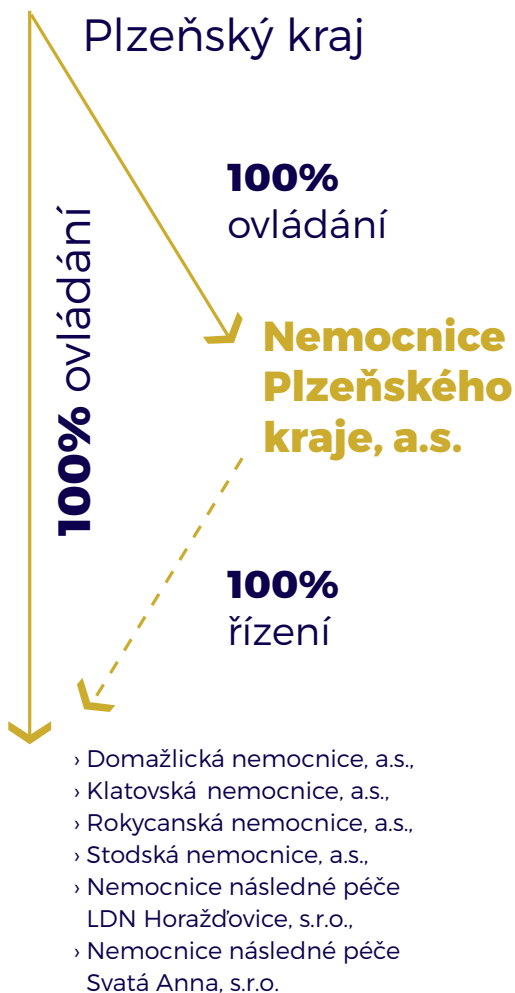 Plzeňský kraj
100%
ovládání
100% ovládání
Nemocnice
Plzeňského
kraje, a.s.
100%
řízení
› Domažlická nemocnice, a.s.,
› Klatovská nemocnice, a.s.,
› Rokycanská nemocnice, a.s.,
› Stodská nemocnice, a.s.,
› Nemocnice následné péče
LDN Horažďovice, s.r.o.,
› Nemocnice následné péče
Svatá Anna, s.r.o.